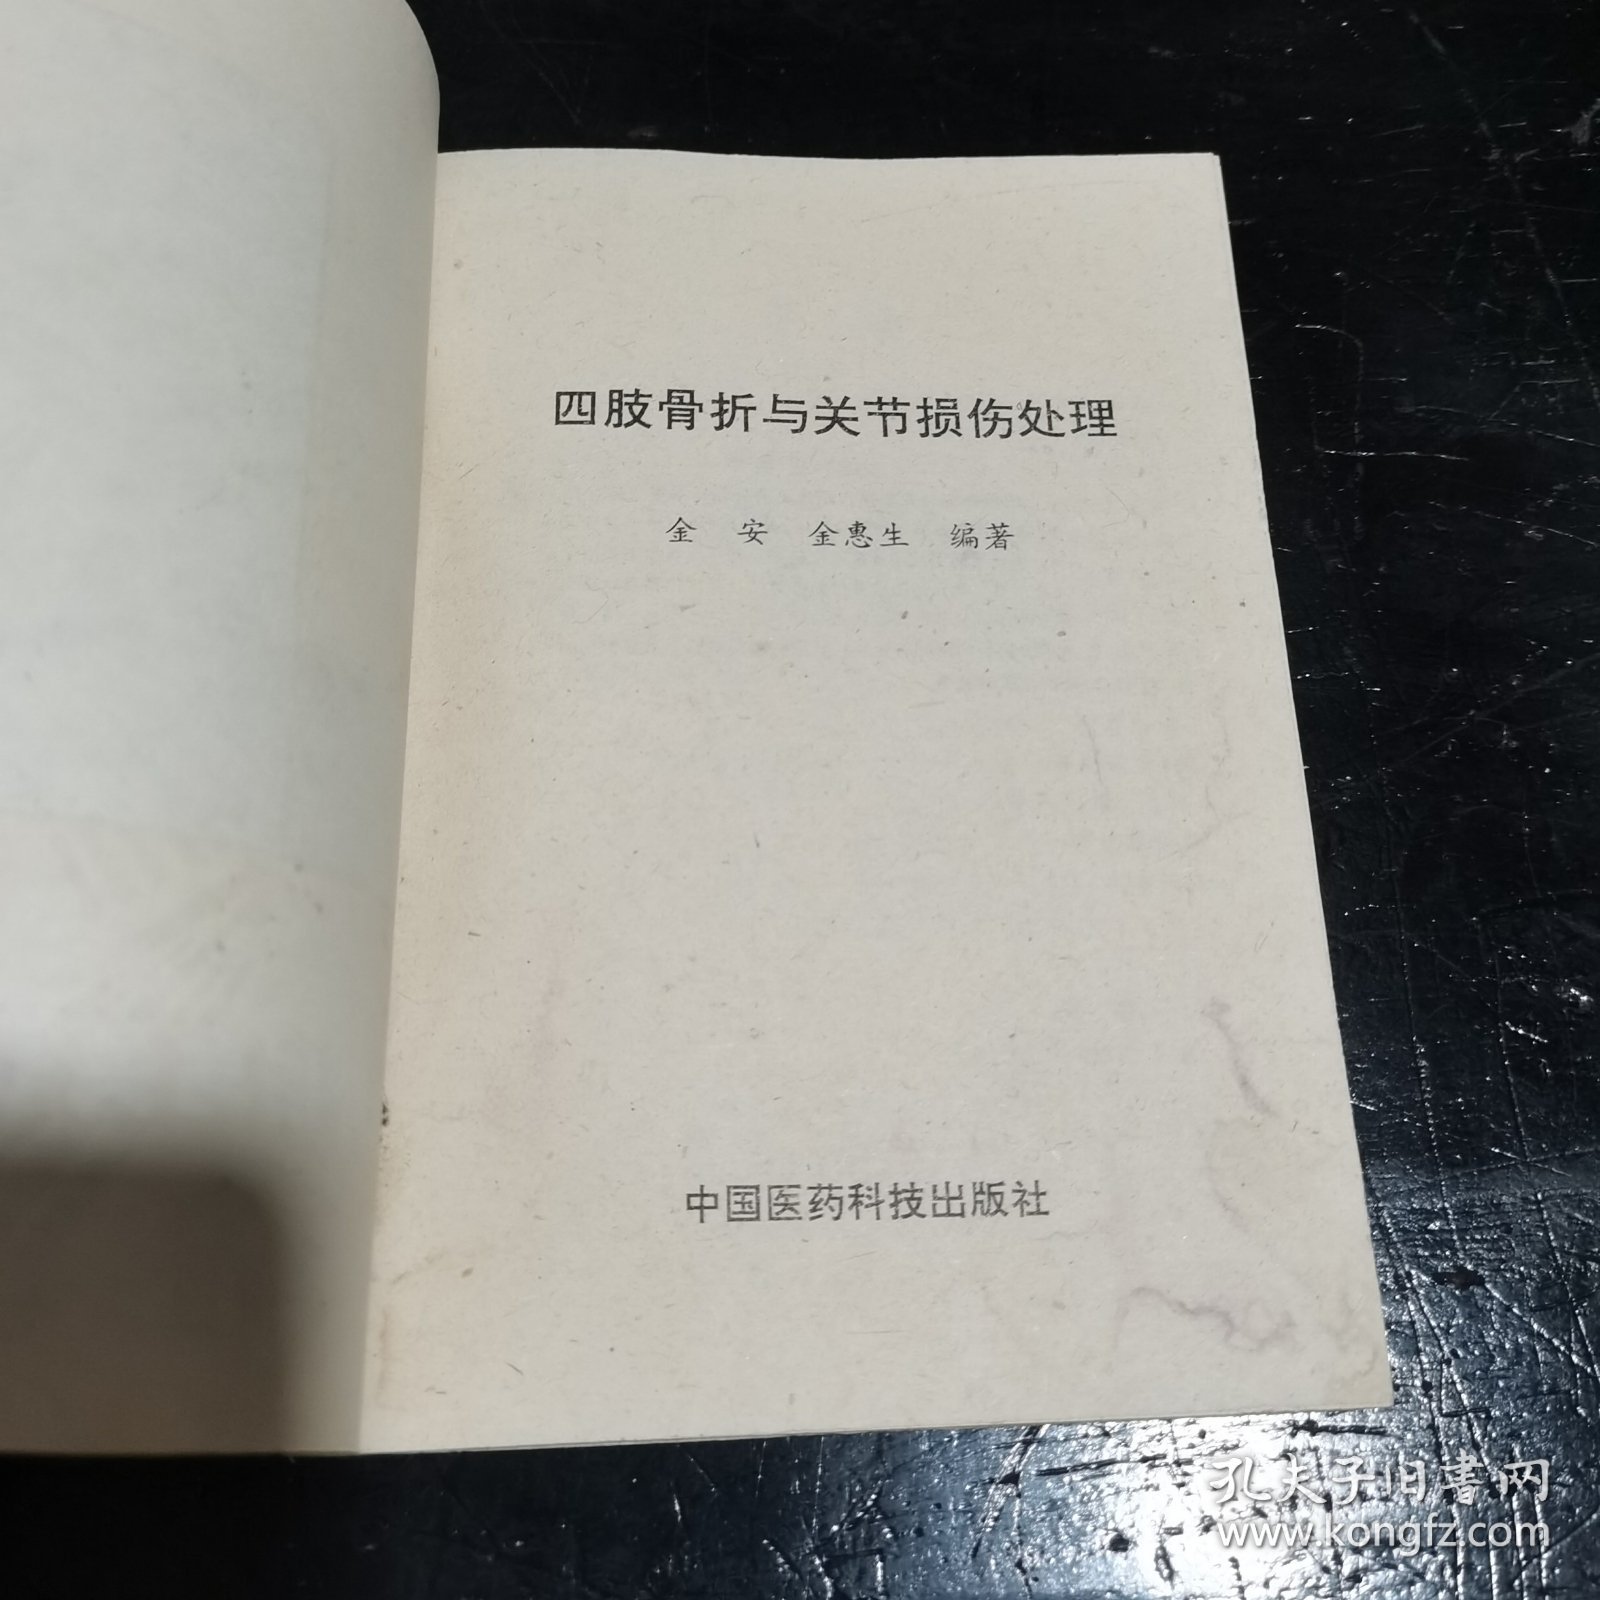 四肢骨折与关节损伤处理
金 安 金惠生 编著
中国医药科技出版社
孔夫子旧书网
www.kongfz.com